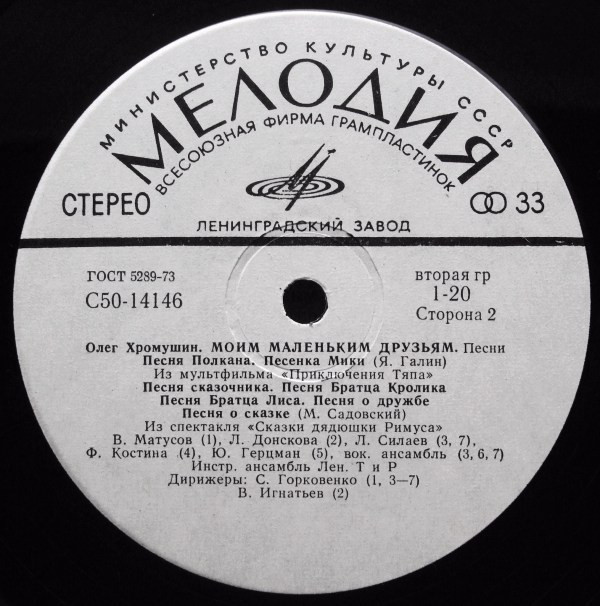 МИНИСТЕРСТВО КУЛЬТУРЫ СССР
МЕЛОДИЯ
ВСЕСОЮЗНАЯ ФИРМА ГРАМПЛАСТИНОК
СТЕРЕО
33
ЛЕНИНГРАДСКИЙ ЗАВОД
ГОСТ 5289-73
С50-14146
вторая гр
1-20
Сторона 2
Олег Хромушин. МОИМ МАЛЕНЬКИМ ДРУЗЬЯМ. Песни
Песня Полкана. Песенка Мики (Я. Галин)
Из мультфильма «Приключения Тяпа»
Песня сказочника. Песня Братца Кролика
Песня Братца Лиса. Песня о дружбе
Песня о сказке (М. Садовский)
Из спектакля «Сказки дядюшки Римуса»
В. Матусов (1), Л. Донскова (2), Л. Силаев (3, 7),
Ф. Костина (4), Ю. Герцман (5), вок. ансамбль (3, 6, 7)
Инстр. ансамбль Лен. Т и Р
Дирижеры: С. Горковенко (1, 3—7)
В. Игнатьев (2)